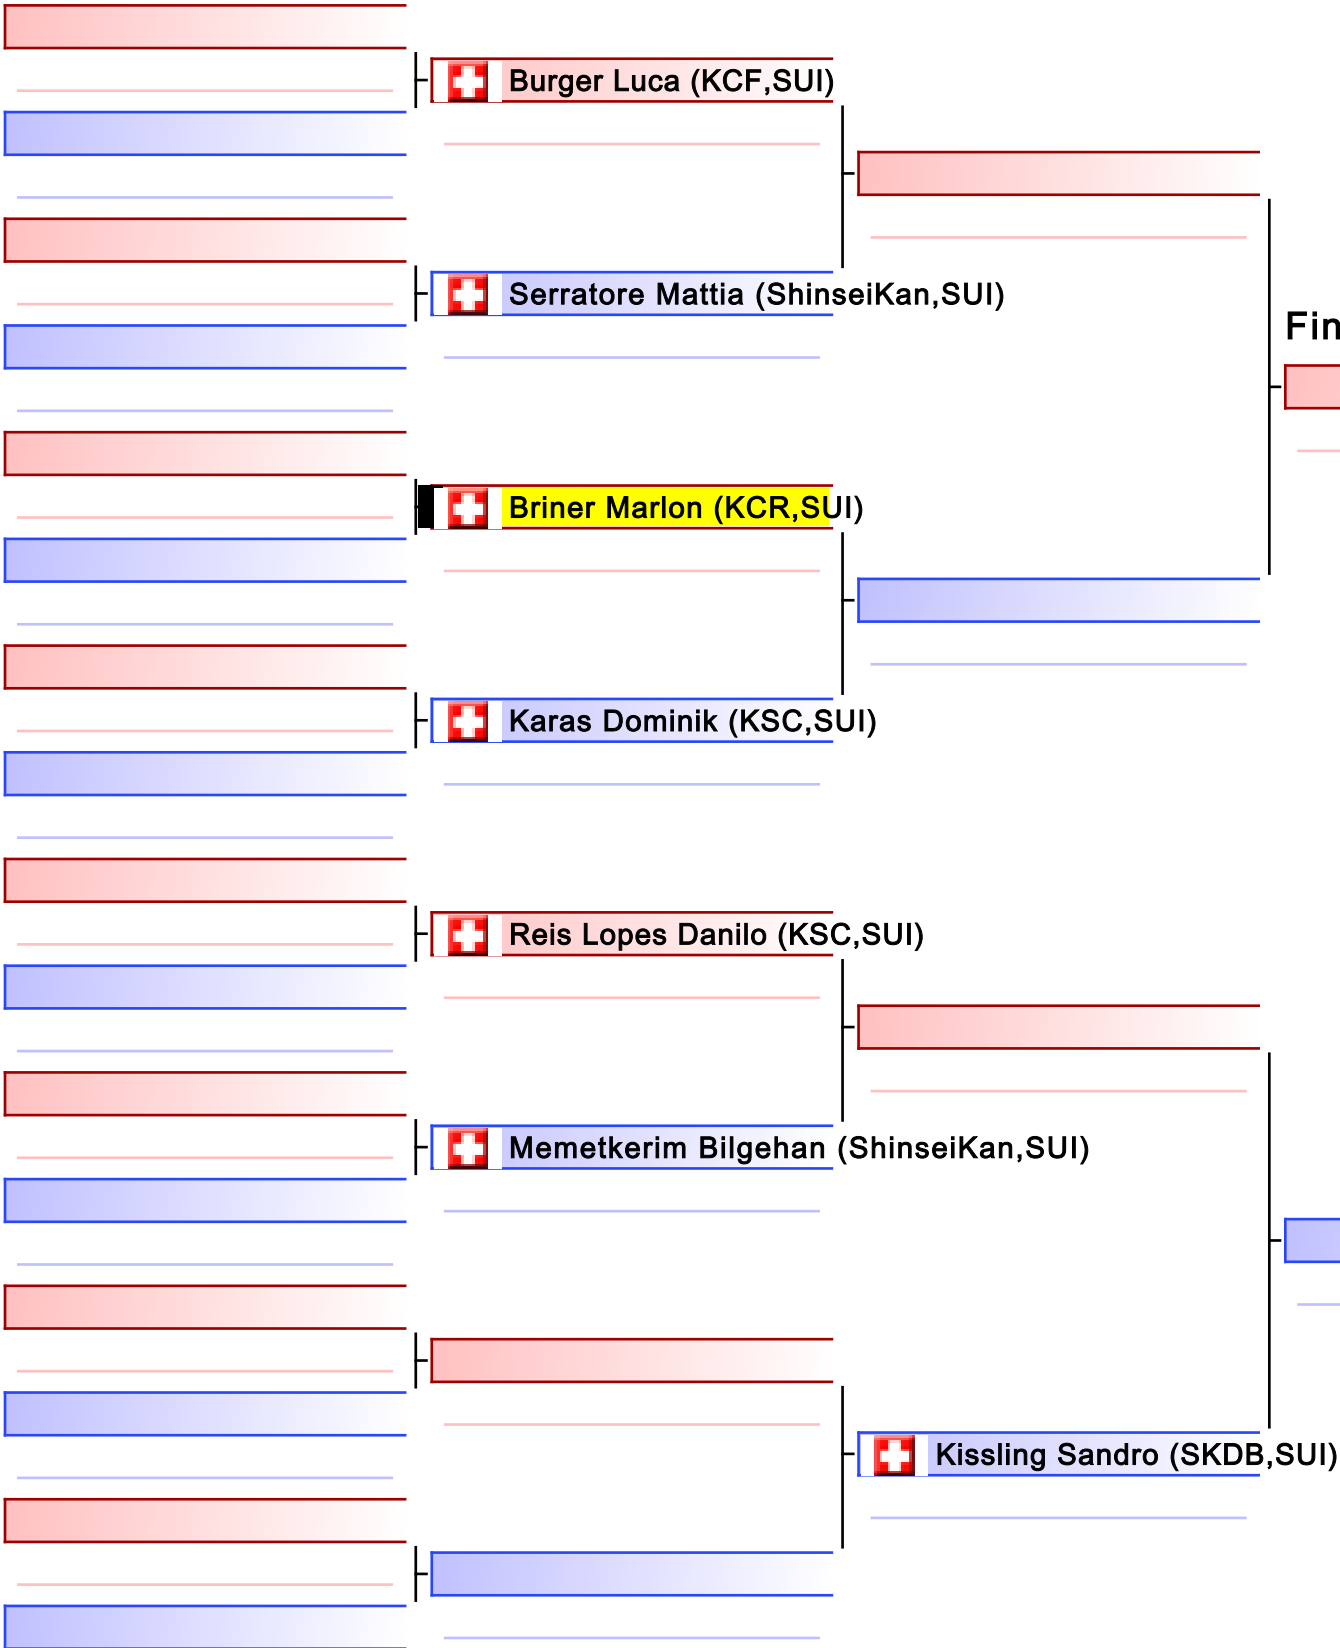 Burger Luca (KCF,SUI)
Serratore Mattia (ShinseiKan,SUI)
Fin
Briner Marlon (KCR,SUI)
Karas Dominik (KSC,SUI)
Reis Lopes Danilo (KSC,SUI)
Memetkerim Bilgehan (ShinseiKan,SUI)
Kissling Sandro (SKDB,SUI)